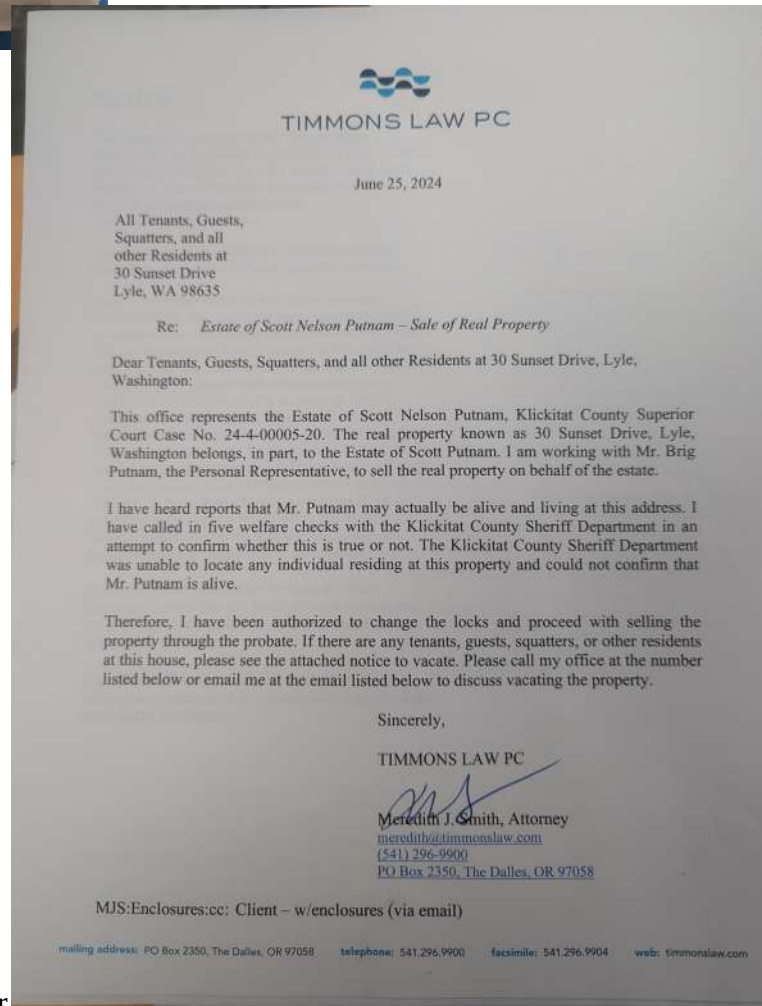 TIMMONS LAW PC
June 25, 2024
All Tenants, Guests,
Squatters, and all
other Residents at
30 Sunset Drive
Lyle, WA 98635
Re: Estate of Scott Nelson Putnam – Sale of Real Property
Dear Tenants, Guests, Squatters, and all other Residents at 30 Sunset Drive, Lyle,
Washington:
This office represents the Estate of Scott Nelson Putnam, Klickitat County Superior
Court Case No. 24-4-00005-20. The real property known as 30 Sunset Drive, Lyle,
Washington belongs, in part, to the Estate of Scott Putnam. I am working with Mr. Brig
Putnam, the Personal Representative, to sell the real property on behalf of the estate.
I have heard reports that Mr. Putnam may actually be alive and living at this address. I
have called in five welfare checks with the Klickitat County Sheriff Department in an
attempt to confirm whether this is true or not. The Klickitat County Sheriff Department
was unable to locate any individual residing at this property and could not confirm that
Mr. Putnam is alive.
Therefore, I have been authorized to change the locks and proceed with selling the
property through the probate. If there are any tenants, guests, squatters, or other residents
at this house, please see the attached notice to vacate. Please call my office at the number
listed below or email me at the email listed below to discuss vacating the property.
Sincerely,
TIMMONS LAW PC
Meredith J. Smith, Attorney
meredith@timmonslaw.com
(541) 296-9900
PO Box 2350, The Dalles, OR 97058
MJS:Enclosures:cc: Client – w/enclosures (via email)
mailing address: PO Box 2350, The Dalles, OR 97058 telephone: 541.296.9900 facsimile: 541.296.9904 web: timmonslaw.com